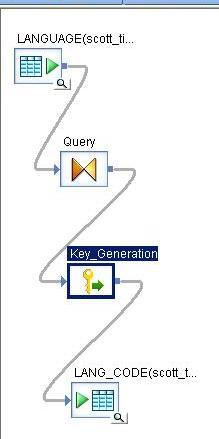 LANGUAGE(scott_ti...
Query
Key_Generation
LANG_CODE(scott_t...